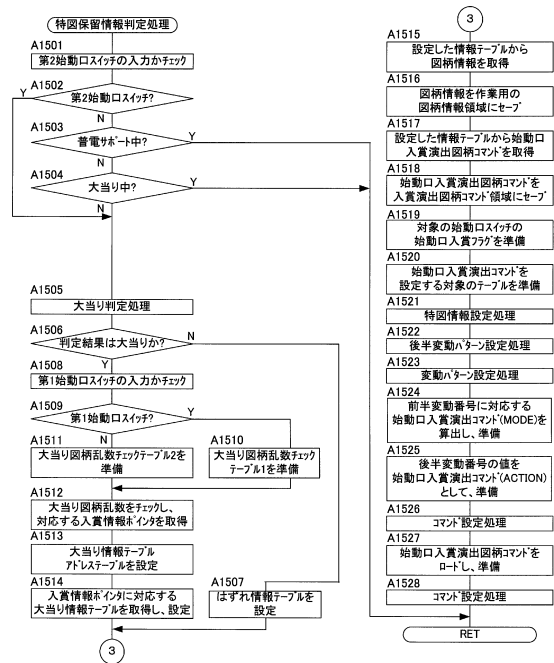 特図保留情報判定処理
A1501
第2始動口スイッチの入力かチェック
A1502
Y
第2始動口スイッチ?
N
A1503
普電サポート中?
Y
N
A1504
大当り中?
Y
N
A1505
大当り判定処理
A1506
判定結果は大当りか?
N
Y
A1508
第1始動口スイッチの入力かチェック
A1509
第1始動口スイッチ?
Y
N
A1511
大当り図柄乱数チェックテーブル2を
準備
A1510
大当り図柄乱数チェック
テーブル1を準備
A1512
大当り図柄乱数をチェックし、
対応する入賞情報ポインタを取得
A1513
大当り情報テーブル
アドレステーブルを設定
A1514
入賞情報ポインタに対応する
大当り情報テーブルを取得し、設定
A1507
はずれ情報テーブルを
設定
3
3
A1515
設定した情報テーブルから
図柄情報を取得
A1516
図柄情報を作業用の
図柄情報領域にセーブ
A1517
設定した情報テーブルから始動口
入賞演出図柄コマンドを取得
A1518
始動口入賞演出図柄コマンドを
入賞演出図柄コマンド領域にセーブ
A1519
対象の始動口スイッチの
始動口入賞フラグを準備
A1520
始動口入賞演出コマンドを
設定する対象のテーブルを準備
A1521
特図情報設定処理
A1522
後半変動パターン設定処理
A1523
変動パターン設定処理
A1524
前半変動番号に対応する
始動口入賞演出コマンド(MODE)を
算出し、準備
A1525
後半変動番号の値を
始動口入賞演出コマンド(ACTION)
として、準備
A1526
コマンド設定処理
A1527
始動口入賞演出図柄コマンドを
ロードし、準備
A1528
コマンド設定処理
RET